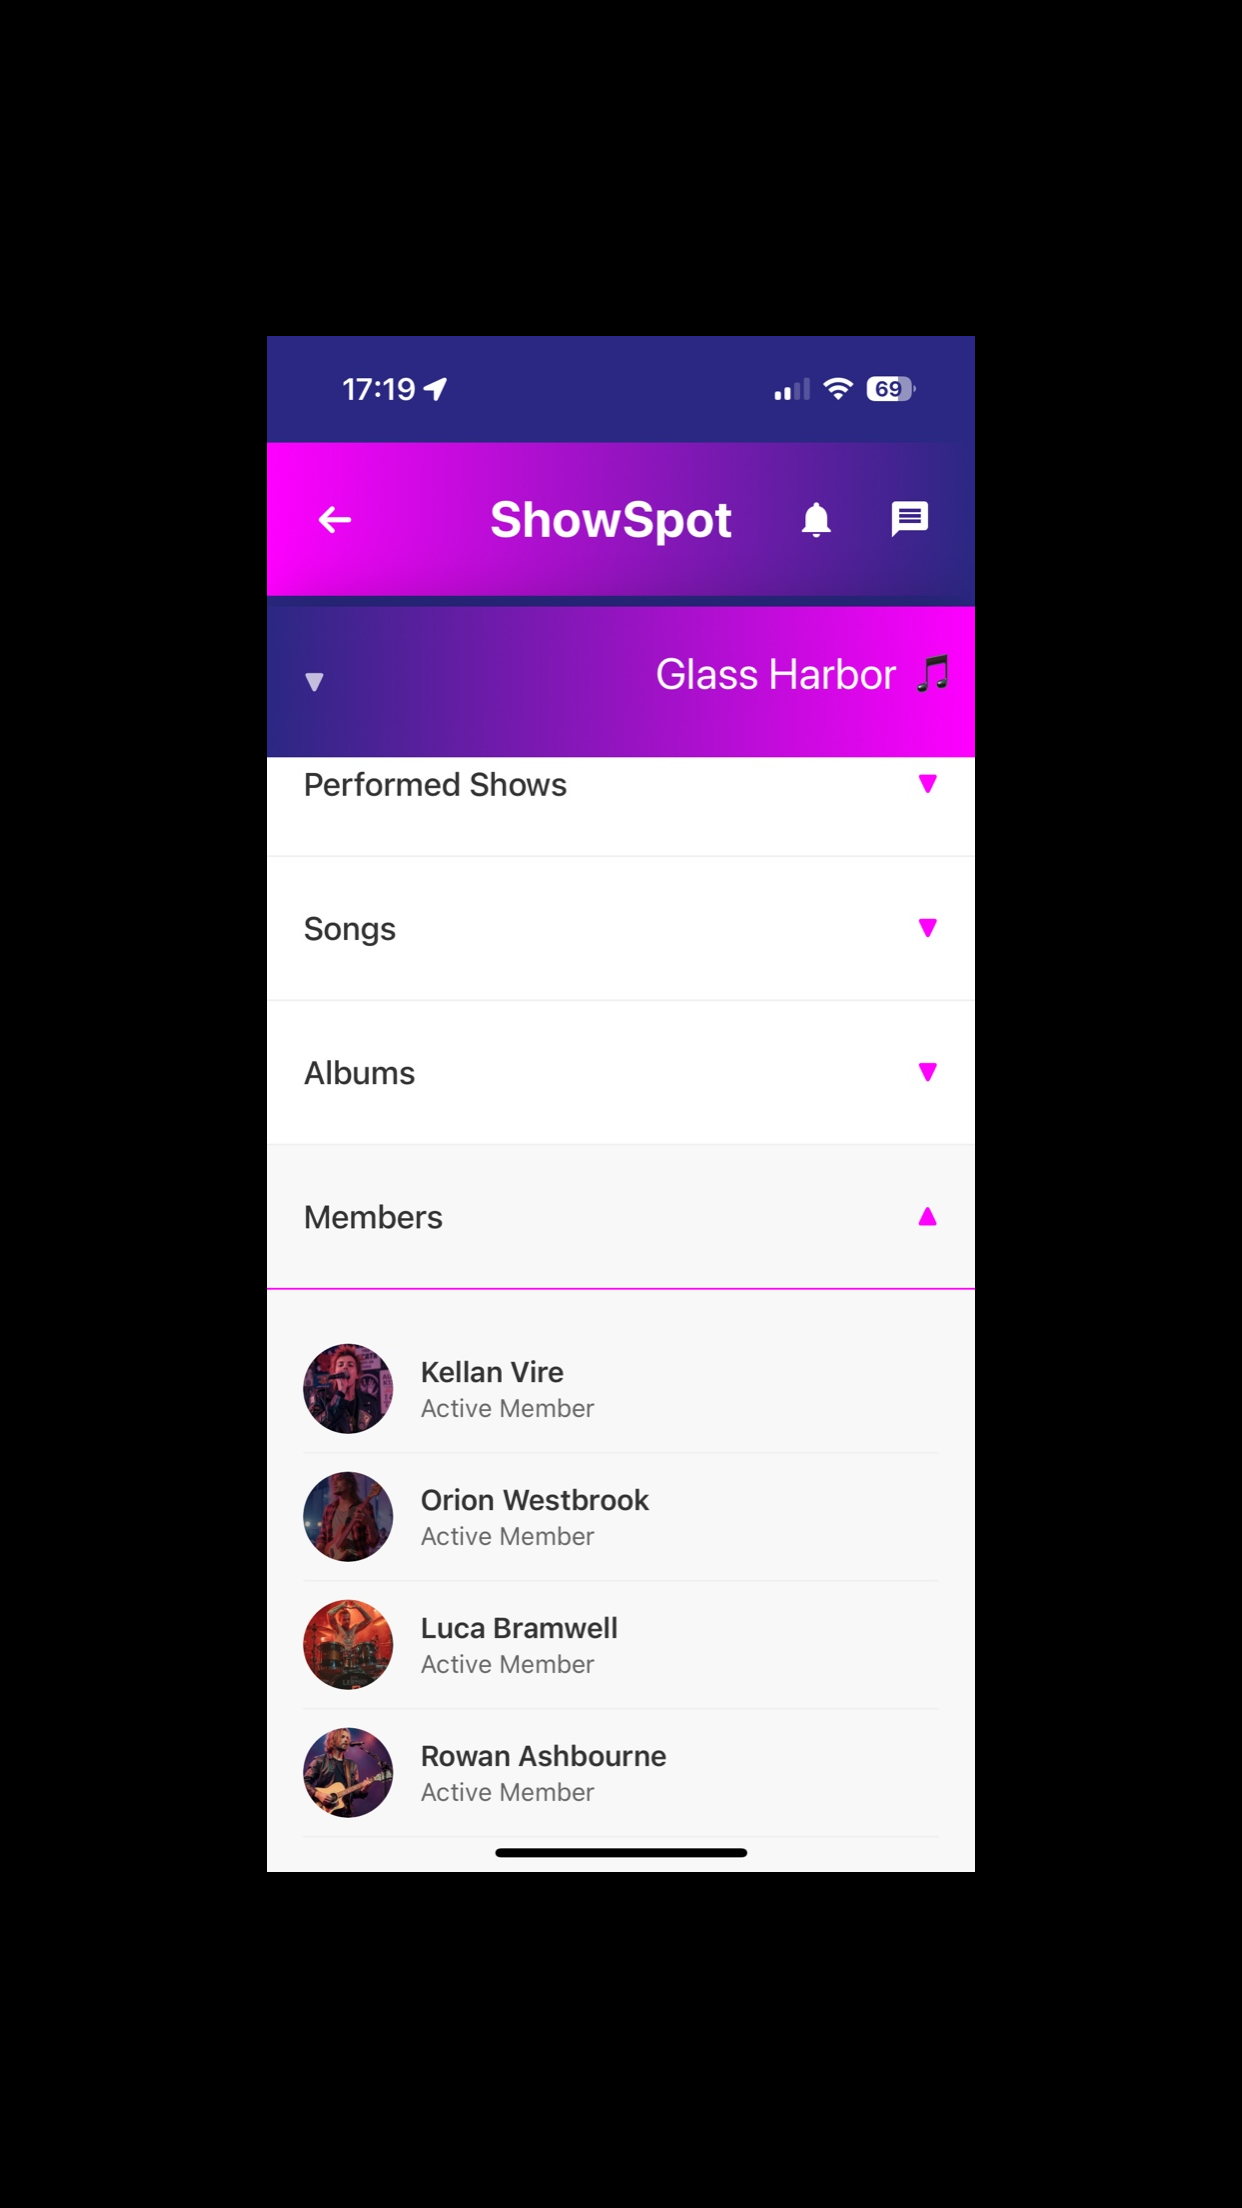 17:19
69
ShowSpot
Glass Harbor
Performed Shows
Songs
Albums
Members
Kellan Vire
Active Member
Orion Westbrook
Active Member
Luca Bramwell
Active Member
Rowan Ashbourne
Active Member